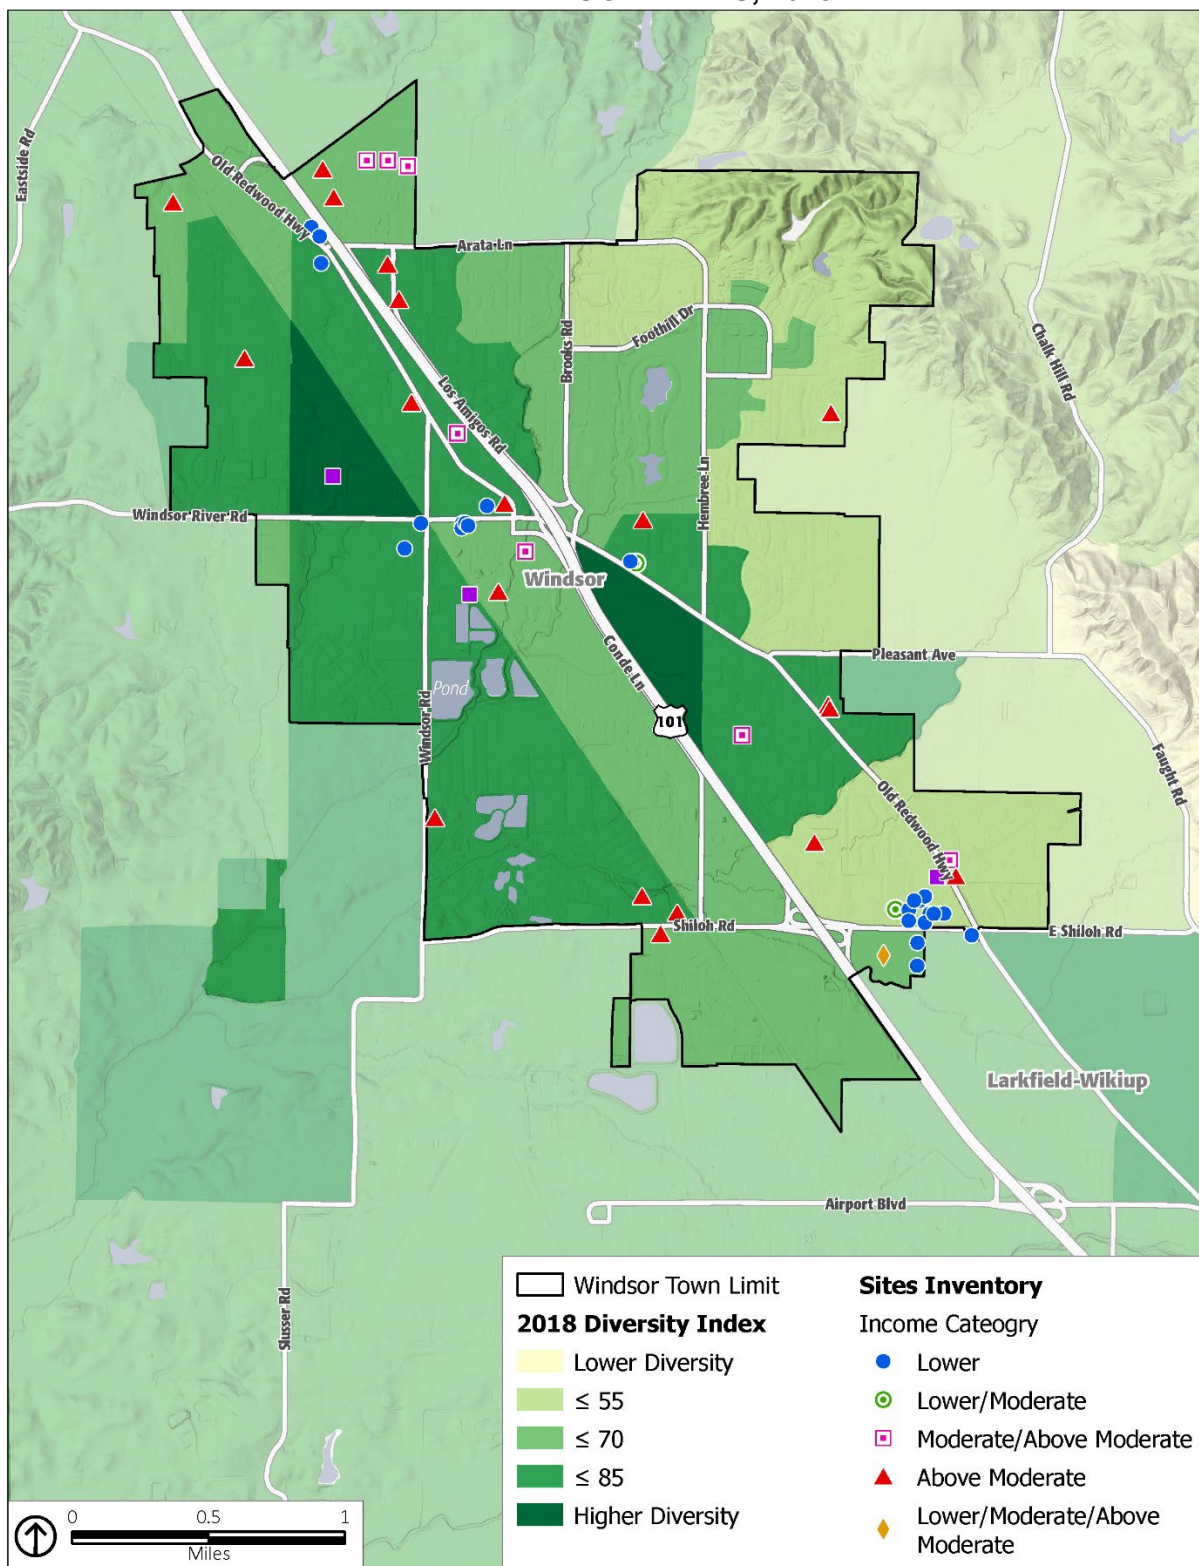 Eastside Rd
Old Redwood Hwy
Arata Ln
Brooks Rd
Foothill Dr
Chalk Hill Rd
Los Amigos Rd
Hembree Ln
Windsor River Rd
Windsor
Conde Ln
Pleasant Ave
Pond
Windsor Rd
101
Faught Rd
Old Redwood Hwy
Shiloh Rd
E Shiloh Rd
Larkfield-Wikiup
Airport Blvd
Slusser Rd
Windsor Town Limit
2018 Diversity Index
Lower Diversity
≤ 55
≤ 70
≤ 85
Higher Diversity
Sites Inventory
Income Cateogry
Lower
Lower/Moderate
Moderate/Above Moderate
Above Moderate
Lower/Moderate/Above
Moderate
0 0.5 1
Miles